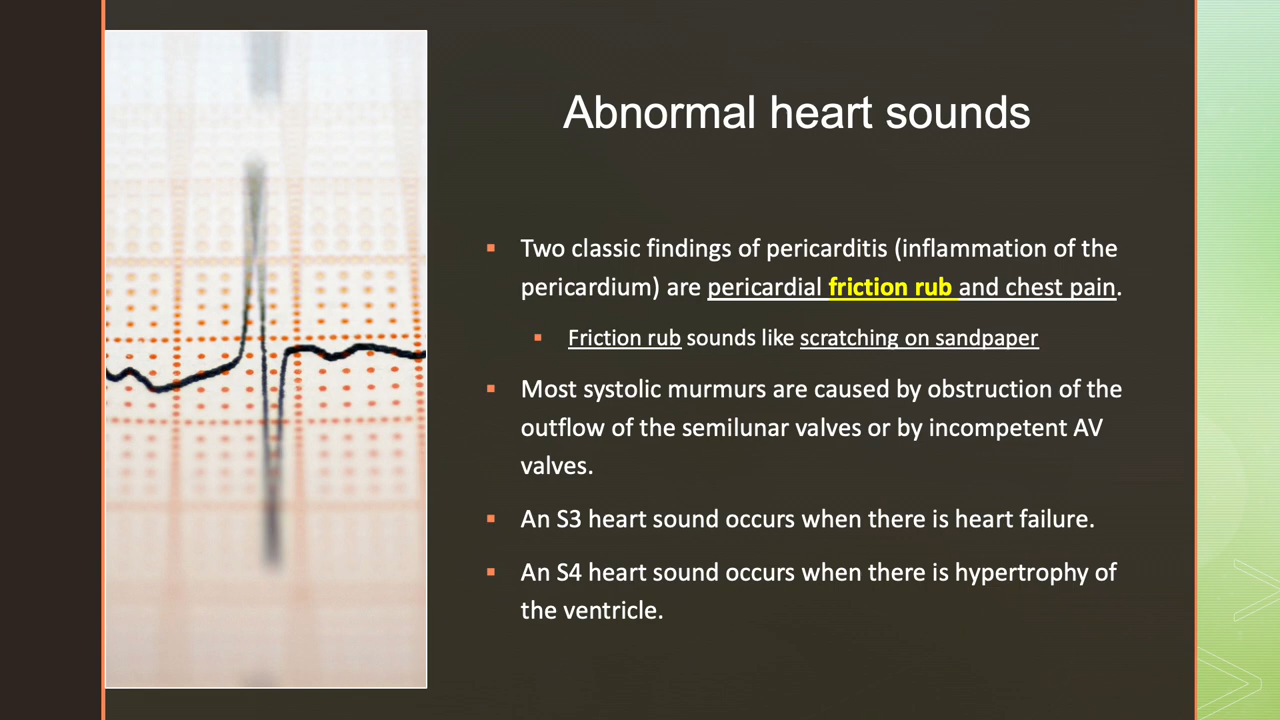 Abnormal heart sounds
Two classic findings of pericarditis (inflammation of the
pericardium) are pericardial friction rub and chest pain.
Friction rub sounds like scratching on sandpaper
Most systolic murmurs are caused by obstruction of the
outflow of the semilunar valves or by incompetent AV
valves.
An S3 heart sound occurs when there is heart failure.
An S4 heart sound occurs when there is hypertrophy of
the ventricle.